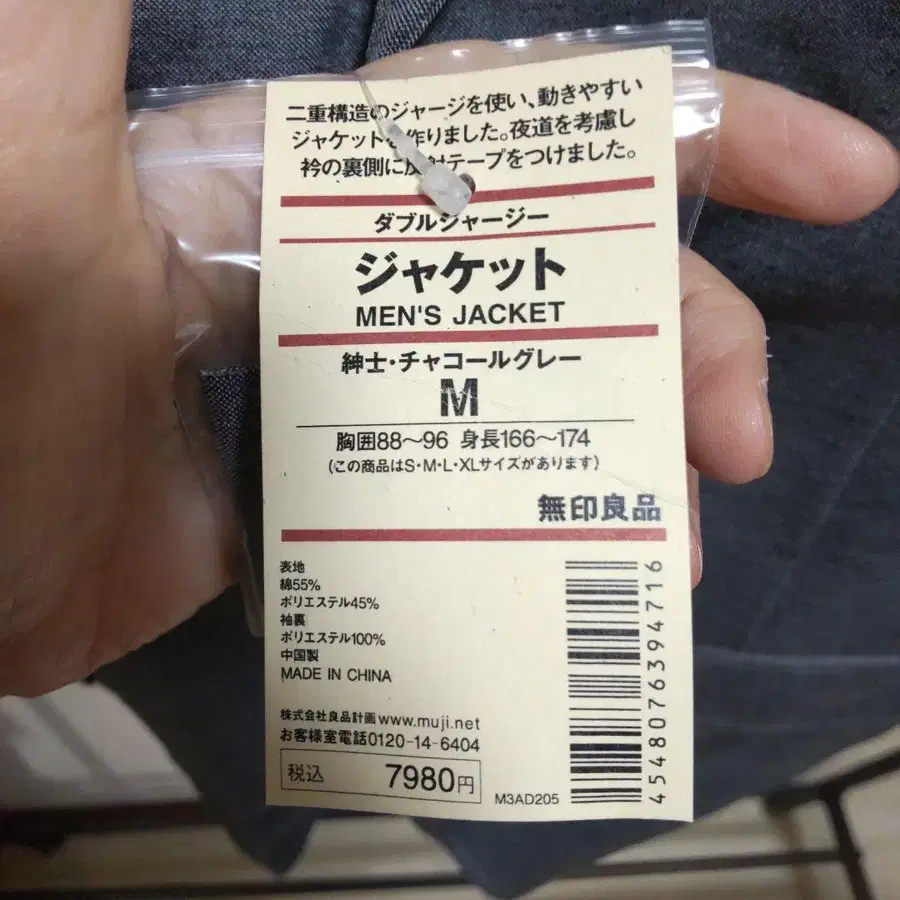 二重構造のジャージを使い、動きやすい
ジャケットを作りました。夜道を考慮し
衿の裏側に反射テープをつけました。
ダブルジャージー
ジャケット
MEN'S JACKET
紳士・チャコールグレー
M
胸囲88〜96 身長166〜174
(この商品はS・M・L・XLサイズがあります)
無印良品
表地
綿55%
ポリエステル45%
袖裏
ポリエステル100%
中国製
MADE IN CHINA
株式会社良品計画 www.muji.net
お客様室電話0120-14-6404
税込 7980円
M3AD205
4548076394716